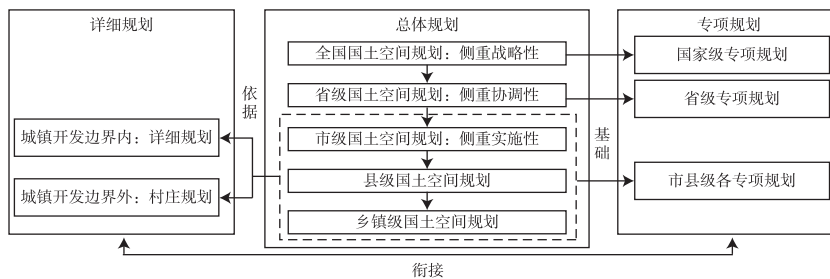 详细规划
城镇开发边界内：详细规划
城镇开发边界外：村庄规划
依据
总体规划
全国国土空间规划：侧重战略性
省级国土空间规划：侧重协调性
市级国土空间规划：侧重实施性
县级国土空间规划
乡镇级国土空间规划
基础
专项规划
国家级专项规划
省级专项规划
市县级各专项规划
衔接